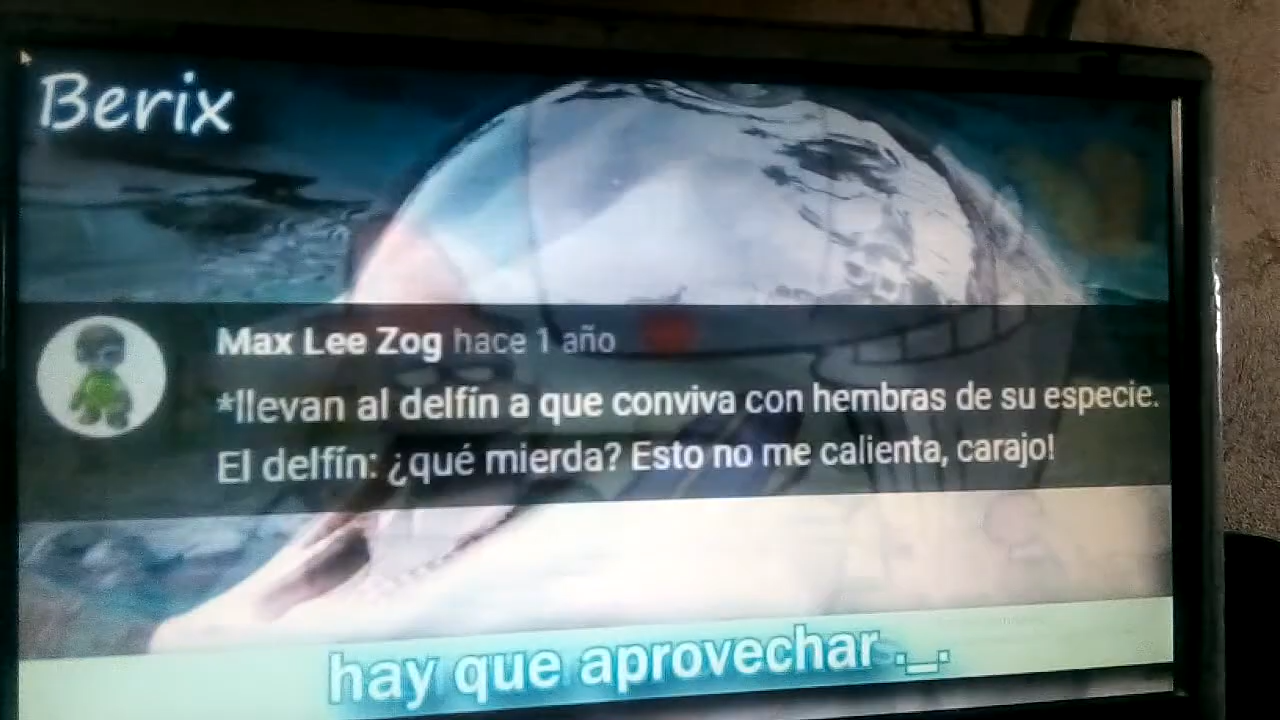 Berix
Max Lee Zog hace 1 año
*llevan al delfín a que conviva con hembras de su especie.
El delfín: ¿qué mierda? Esto no me calienta, carajo!
hay que aprovechar ._.